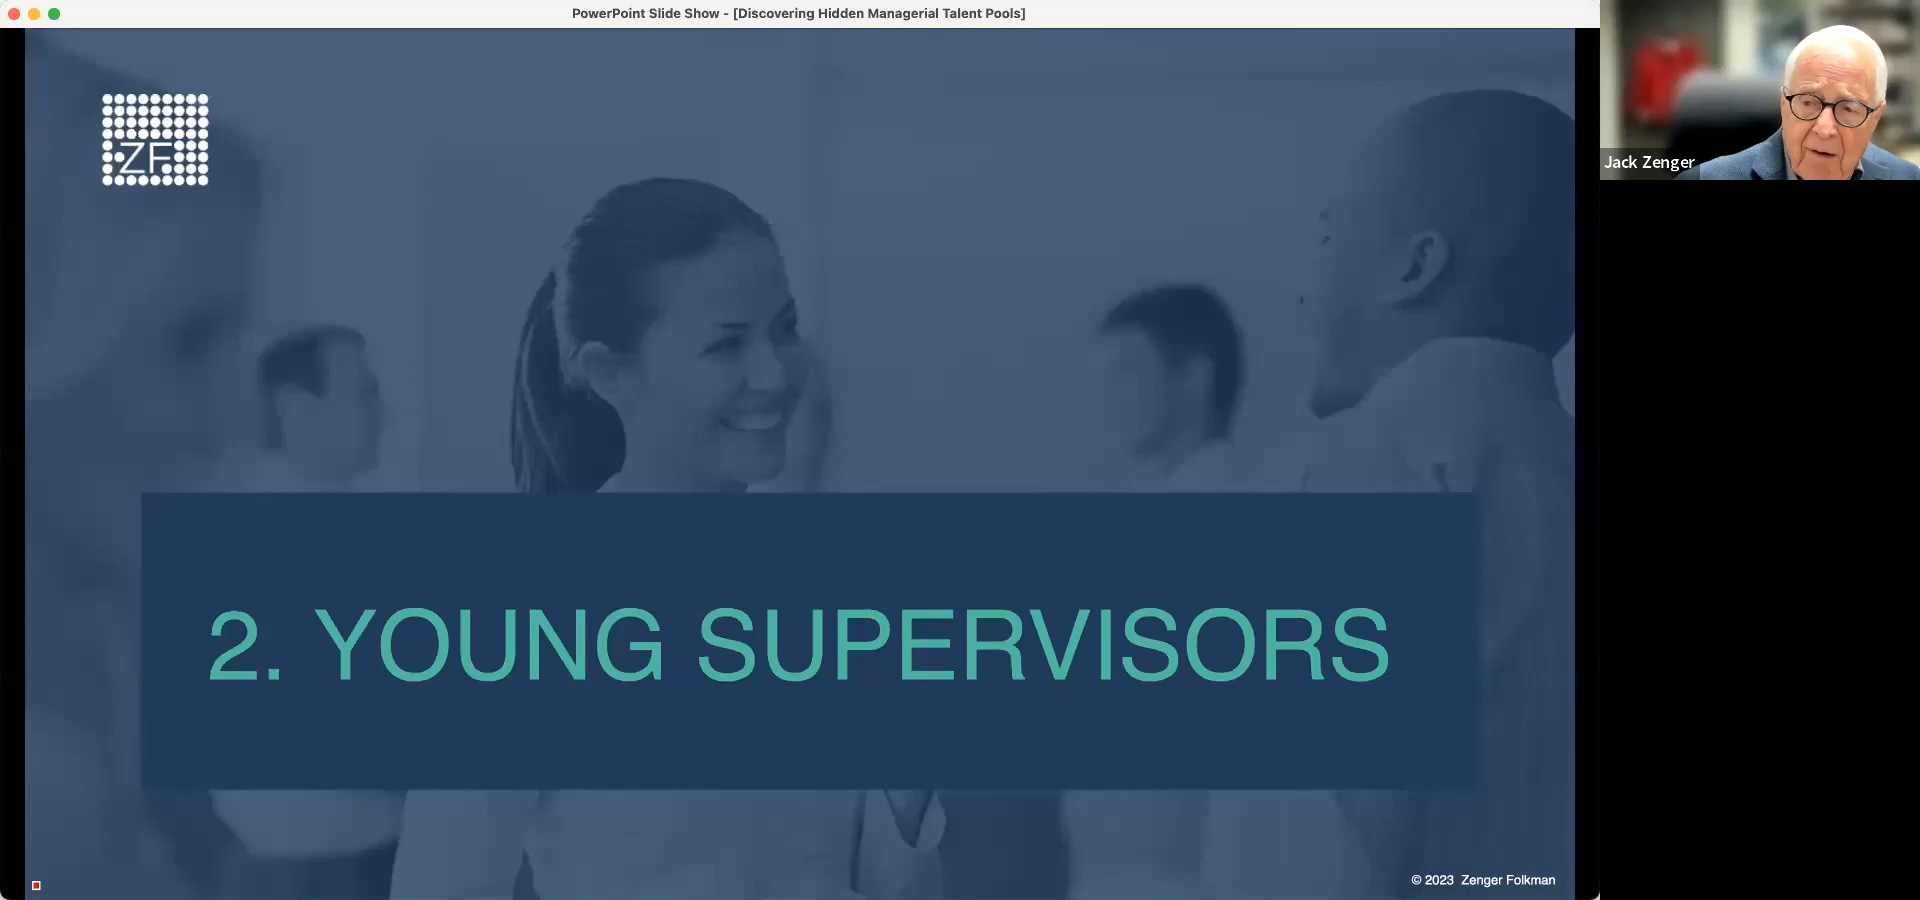 PowerPoint Slide Show - [Discovering Hidden Managerial Talent Pools]
ZF
Jack Zenger
2. YOUNG SUPERVISORS
© 2023 Zenger Folkman